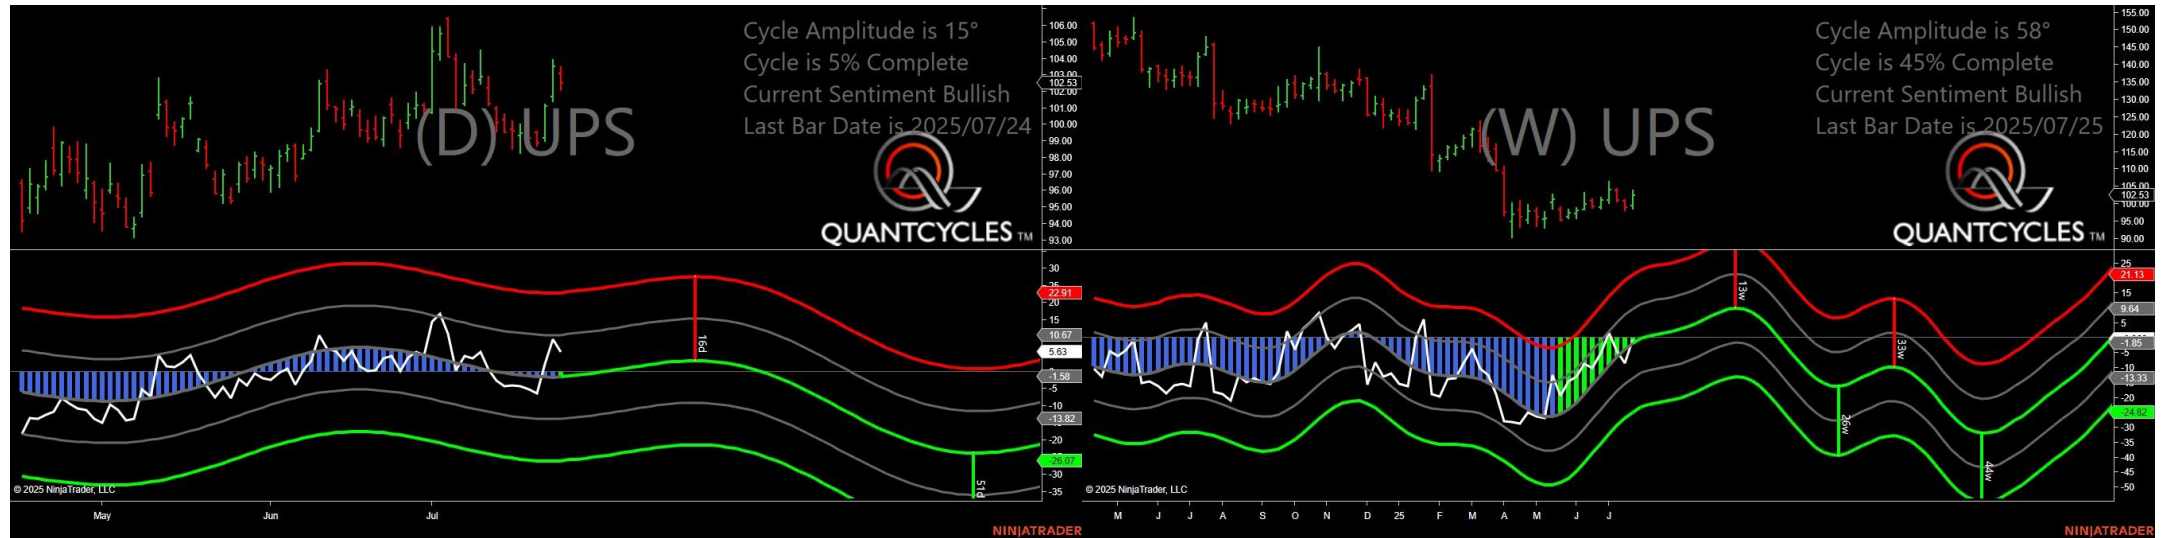 Cycle Amplitude is 15°
Cycle is 5% Complete
Current Sentiment Bullish
Last Bar Date is 2025/07/24
(D) UPS
QUANTCYCLES TM
106.00
105.00
104.00
103.00
102.53
102.00
101.00
100.00
99.00
98.00
97.00
96.00
95.00
94.00
93.00
30
22.91
20
15
10.67
5.63
-1.58
-5
-10
-13.82
-20
-26.07
-30
-35
16d
51d
© 2025 NinjaTrader, LLC
May
Jun
Jul
NINJATRADER
Cycle Amplitude is 58°
Cycle is 45% Complete
Current Sentiment Bullish
Last Bar Date is 2025/07/25
(W) UPS
QUANTCYCLES TM
155.00
150.00
145.00
140.00
135.00
130.00
125.00
120.00
115.00
110.00
105.00
102.53
100.00
95.00
90.00
25
21.13
15
9.64
5
-1.85
-5
-10
-13.33
-20
-24.82
-30
-35
-40
-45
-50
13w
33w
26w
44w
© 2025 NinjaTrader, LLC
M
J
J
A
S
O
N
D
25
F
M
A
M
J
J
NINJATRADER